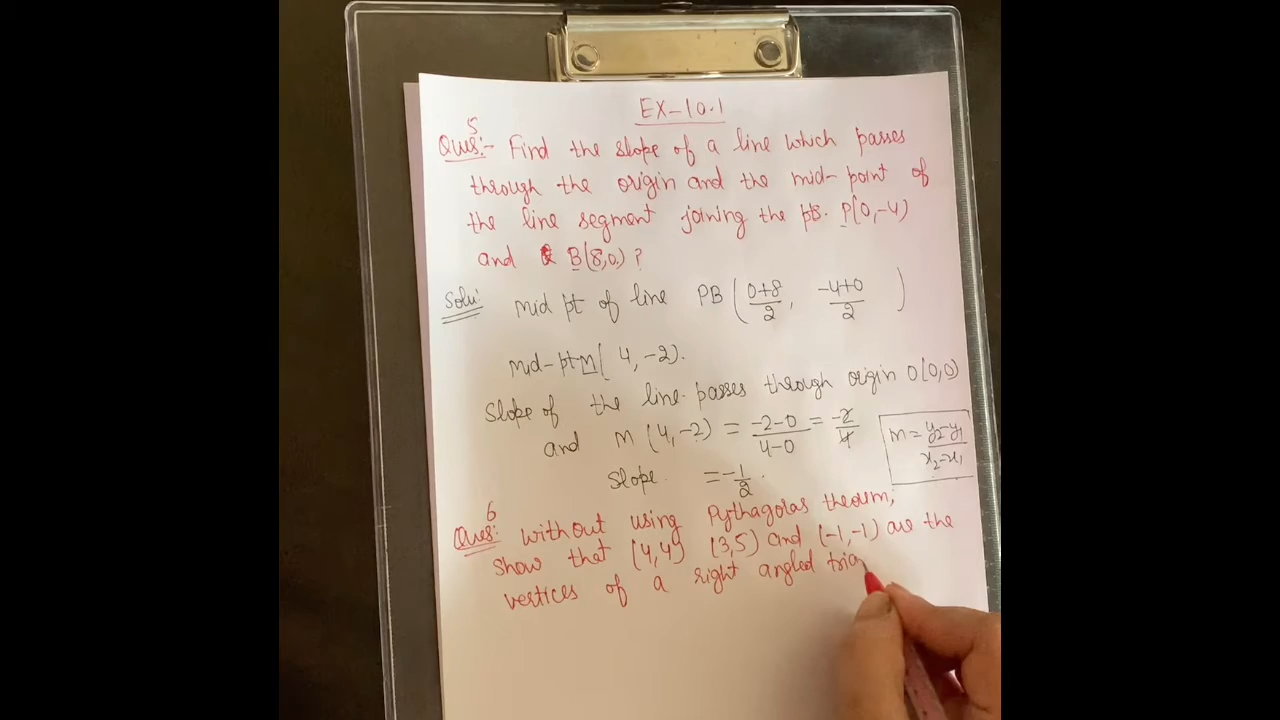 EX-10.1
5
Ques:- Find the slope of a line which passes
through the origin and the mid-point of
the line segment joining the pts. P(0,-4)
and B(8,0)?
Solu: mid pt of line PB (0+8/2, -4+0/2)
mid-pt M( 4, -2).
Slope of the line passes through origin O(0,0)
and M (4,-2) = -2-0/4-0 = -2/4
m = y2-y1/x2-x1
slope = -1/2.
6
Ques: Without using Pythagoras theorem,
show that (4,4) (3,5) and (-1,-1) are the
vertices of a right angled tria